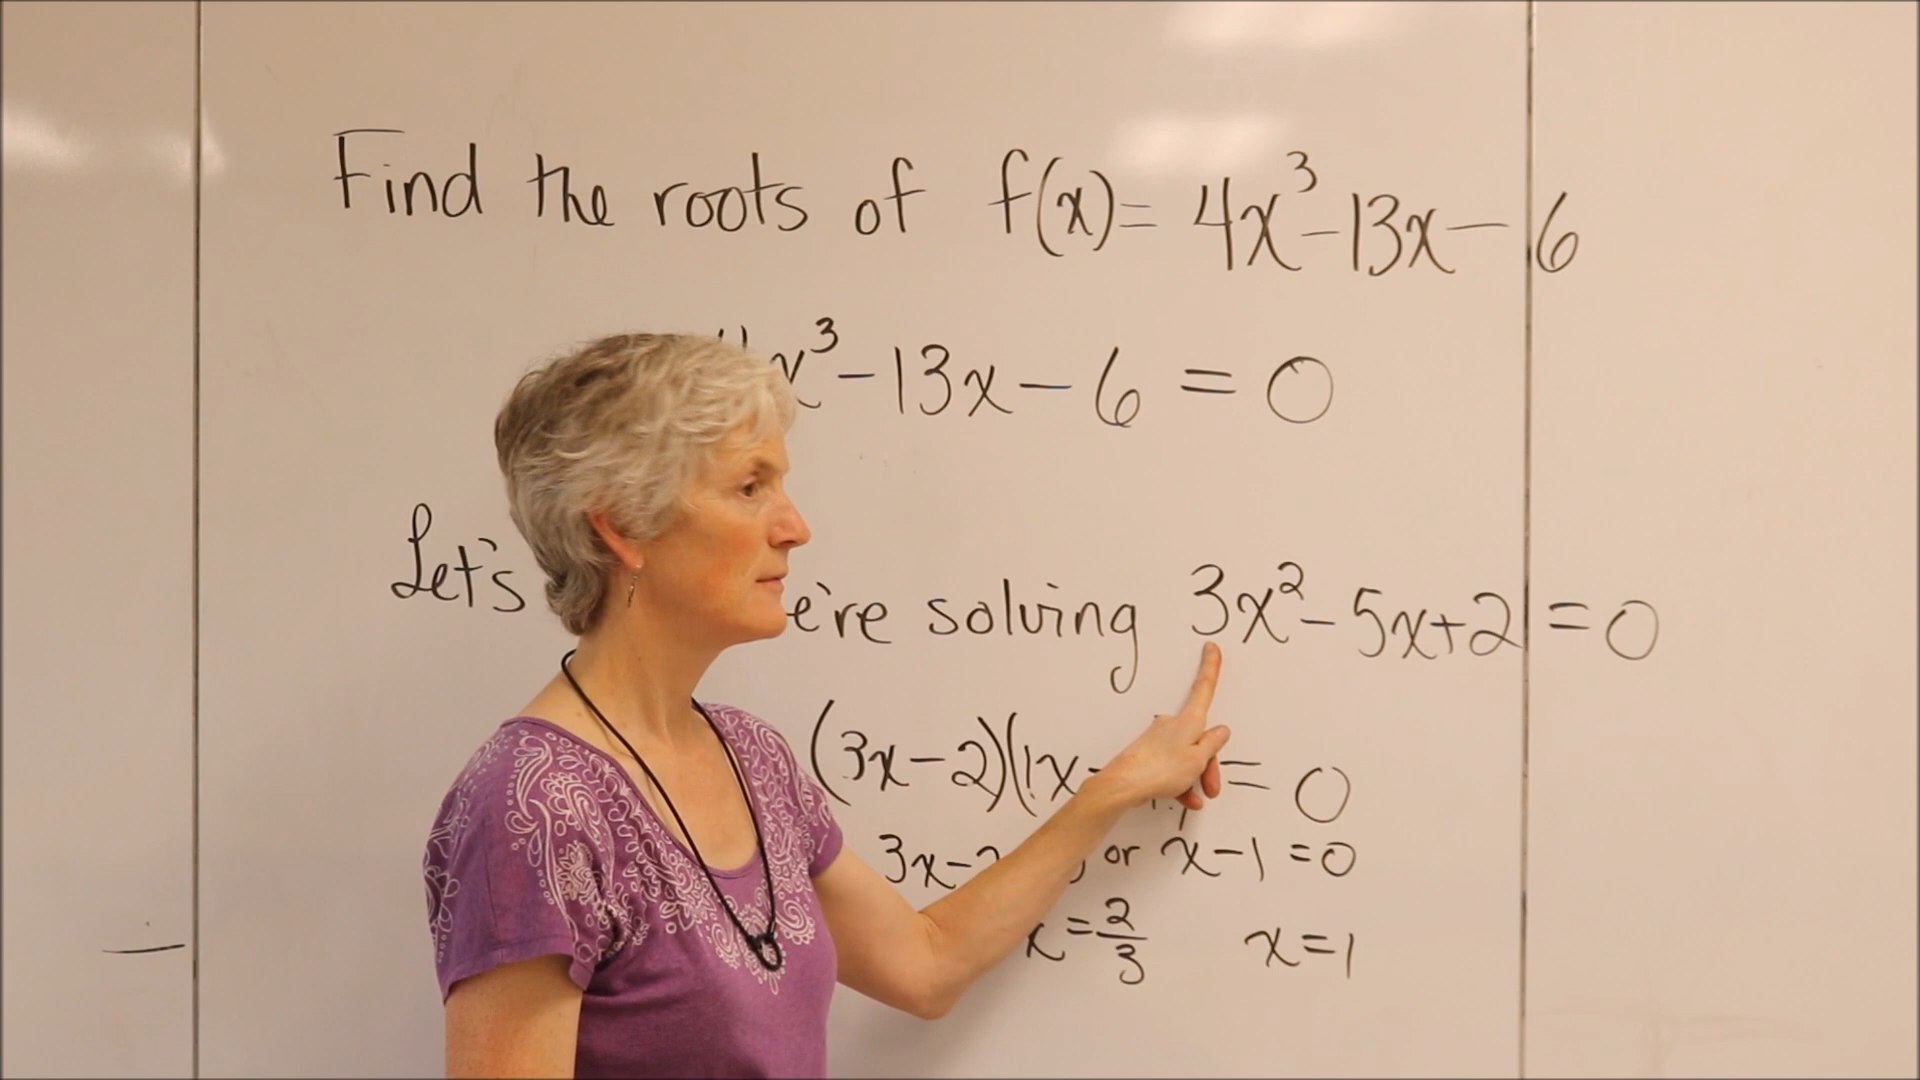 Find the roots of f(x) = 4x³ - 13x - 6
x³ - 13x - 6 = 0
Let's e're solving 3x² - 5x + 2 = 0
(3x - 2)(1x - = 0
3x - or x - 1 = 0
x = 2/3 x = 1